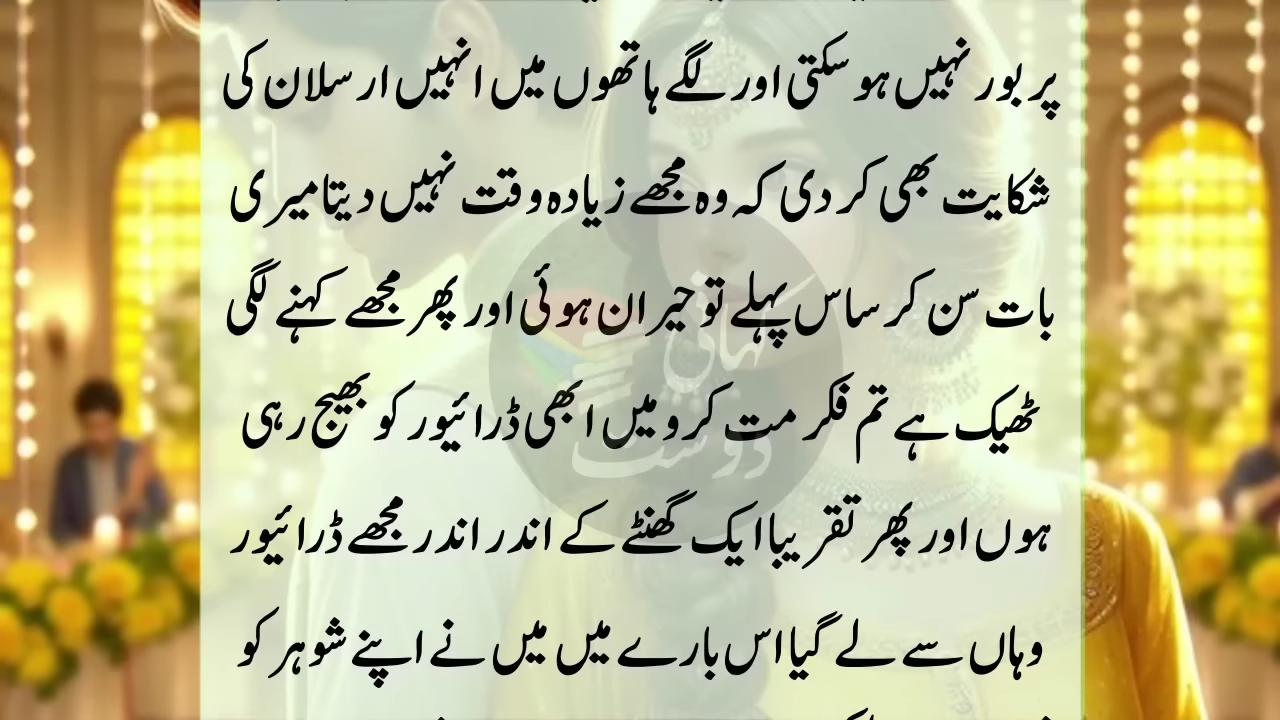 پر بور نہیں ہو سکتی اور لگے ہاتھوں میں انہیں ارسلان کی
شکایت بھی کر دی کہ وہ مجھے زیادہ وقت نہیں دیتا میری
بات سن کر ساس پہلے تو حیران ہوئی اور پھر مجھے کہنے لگی
ٹھیک ہے تم فکر مت کرو میں ابھی ڈرائیور کو بھیج رہی
ہوں اور پھر تقریبا ایک گھنٹے کے اندر اندر مجھے ڈرائیور
وہاں سے لے گیا اس بارے میں میں نے اپنے شوہر کو
کہانی
دوست